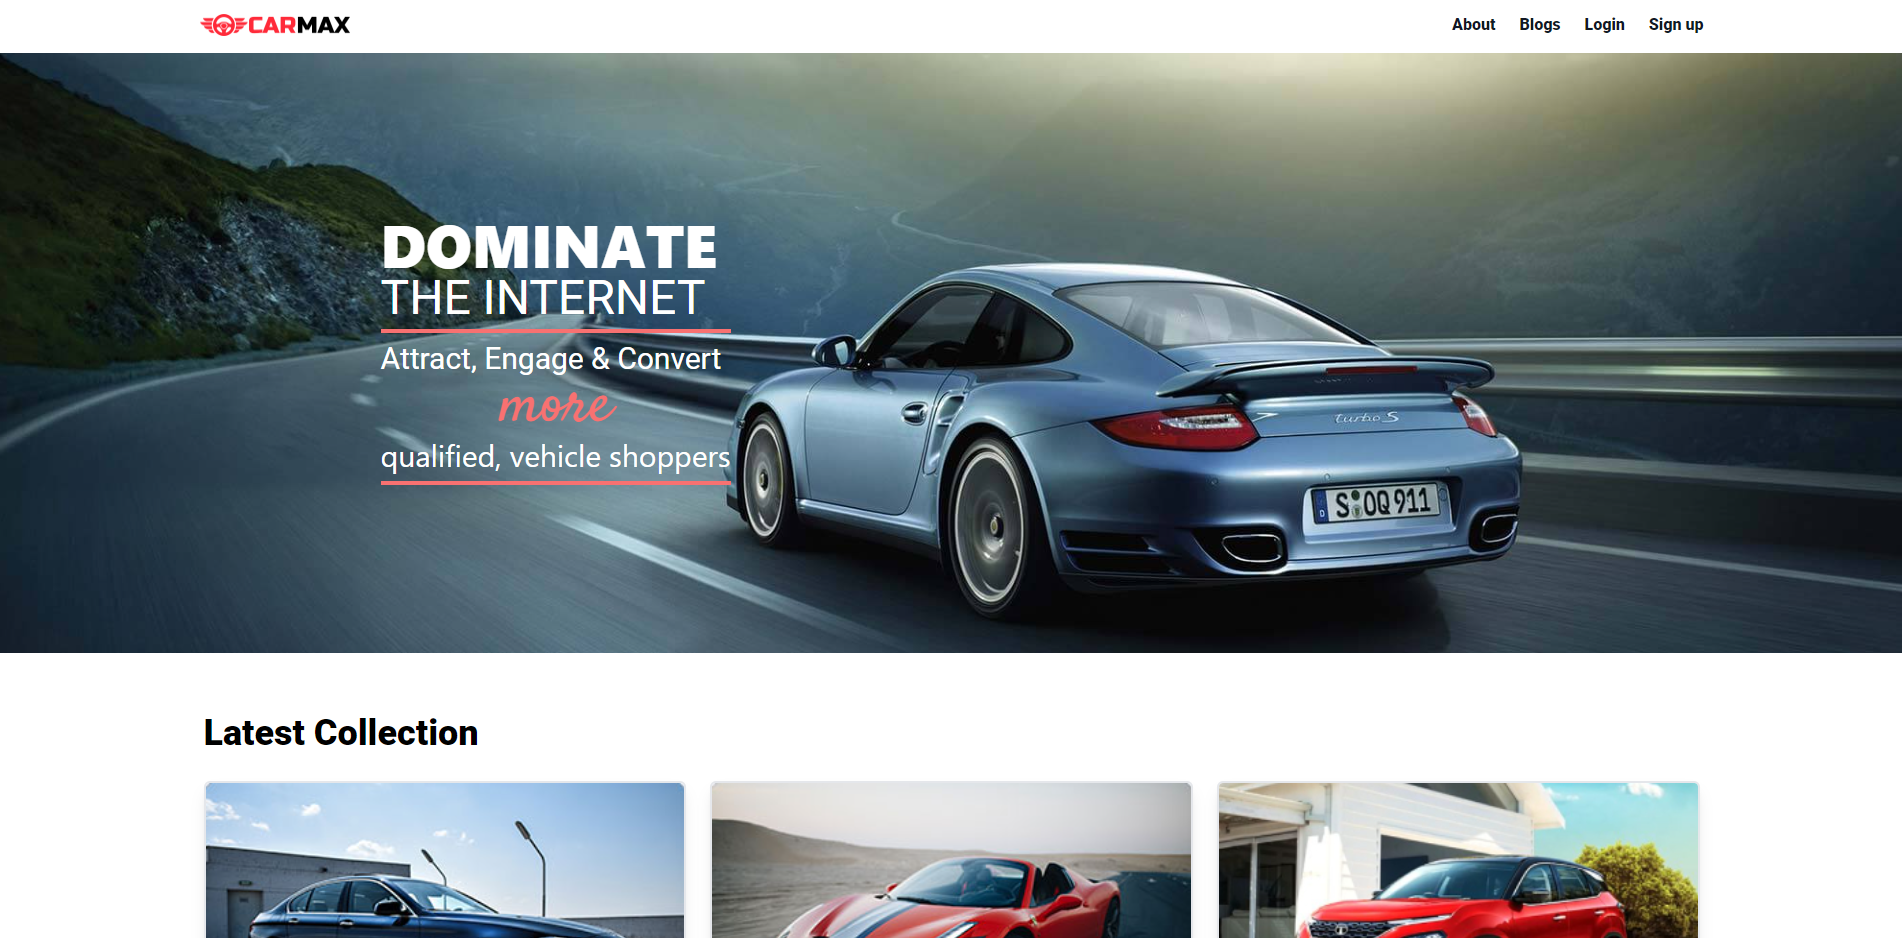 CARMAX
About Blogs Login Sign up
DOMINATE
THE INTERNET
Attract, Engage & Convert
more
qualified, vehicle shoppers
turbo S
S OQ 911
D
Latest Collection